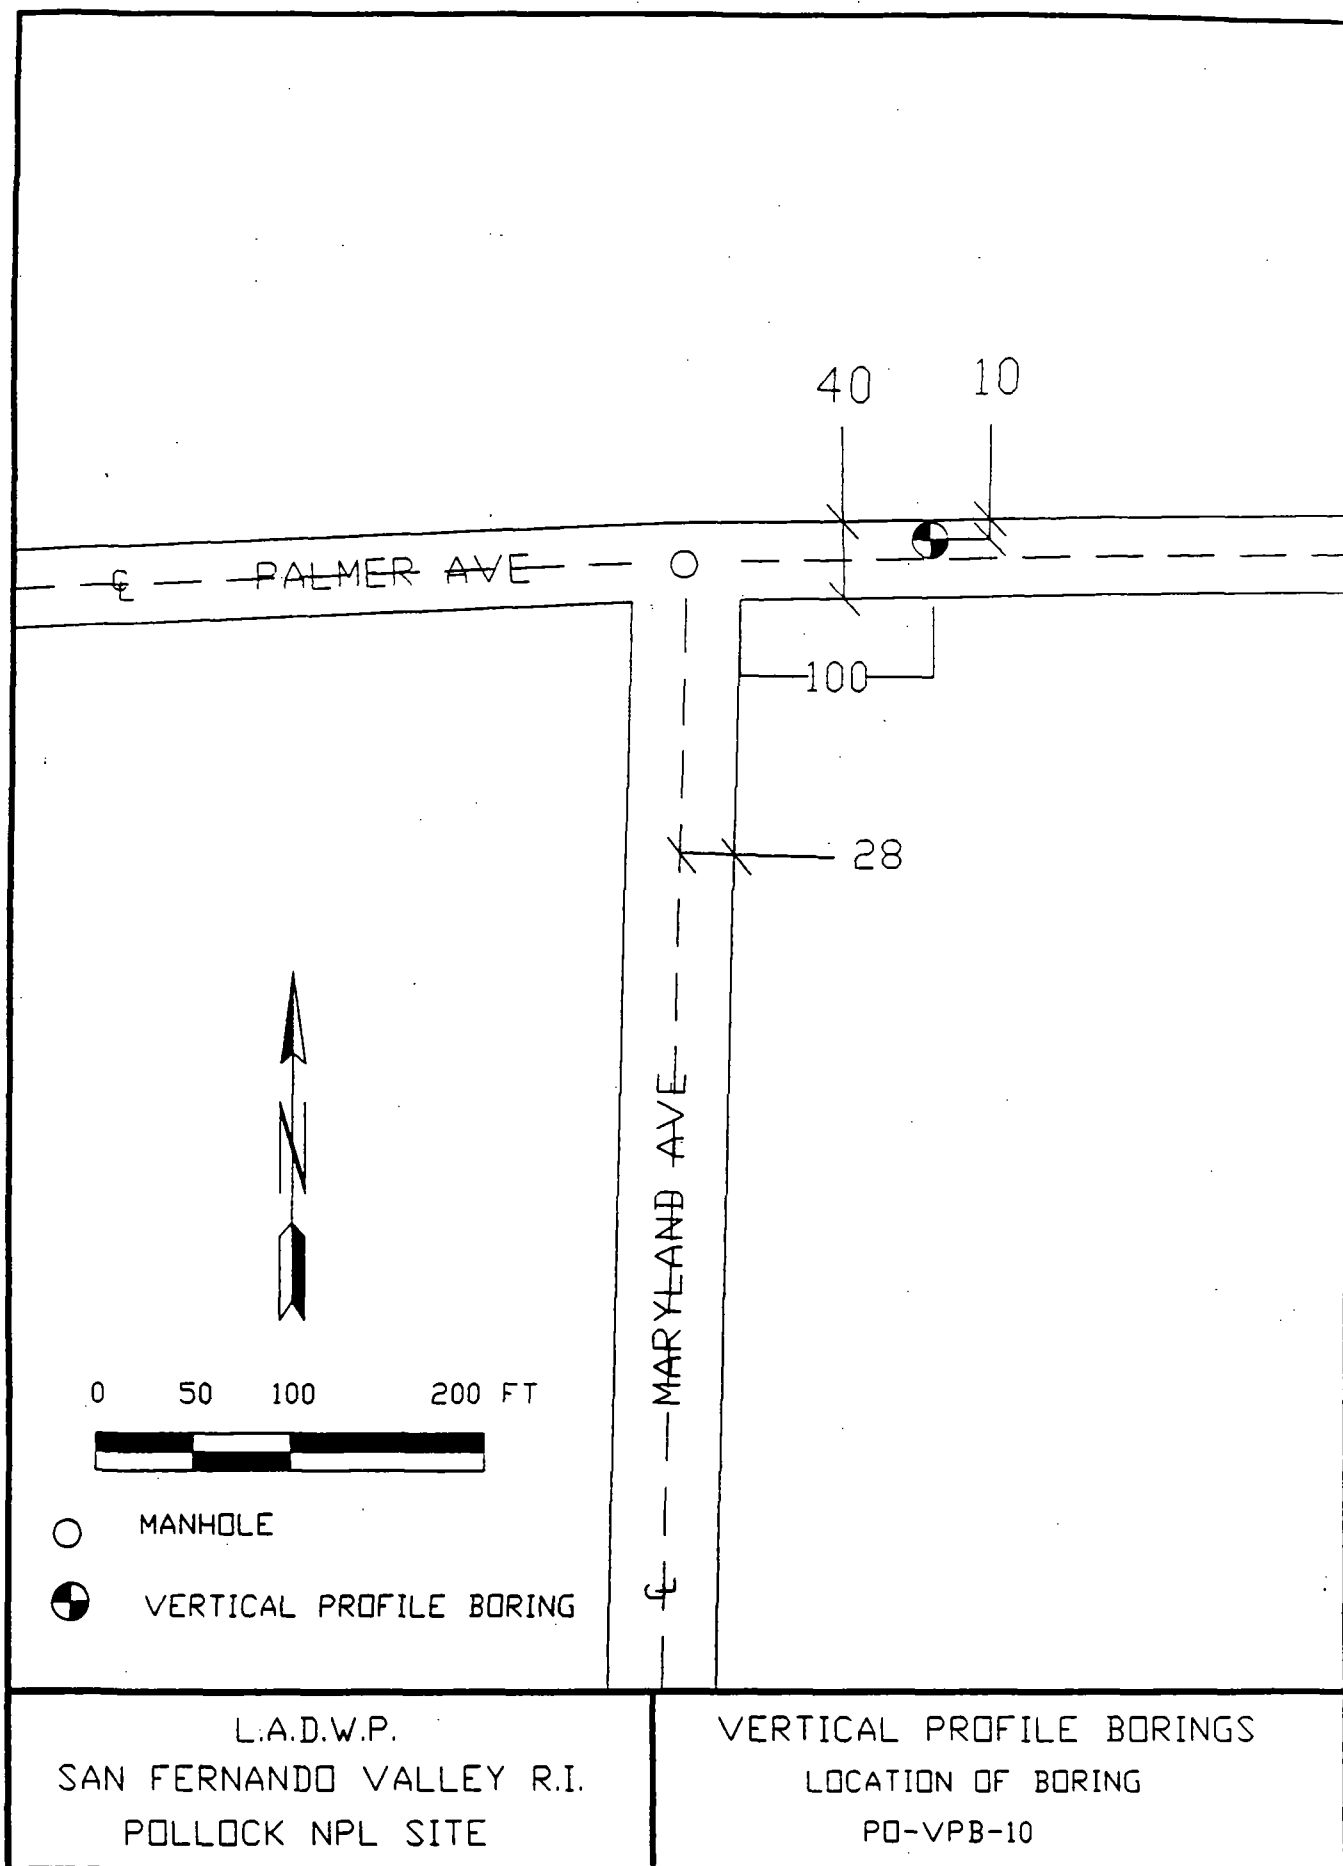 40
10
℄ PALMER AVE
100
28
MARYLAND AVE
℄
N
0 50 100 200 FT
MANHOLE
VERTICAL PROFILE BORING
L.A.D.W.P.
SAN FERNANDO VALLEY R.I.
POLLOCK NPL SITE
VERTICAL PROFILE BORINGS
LOCATION OF BORING
PO-VPB-10